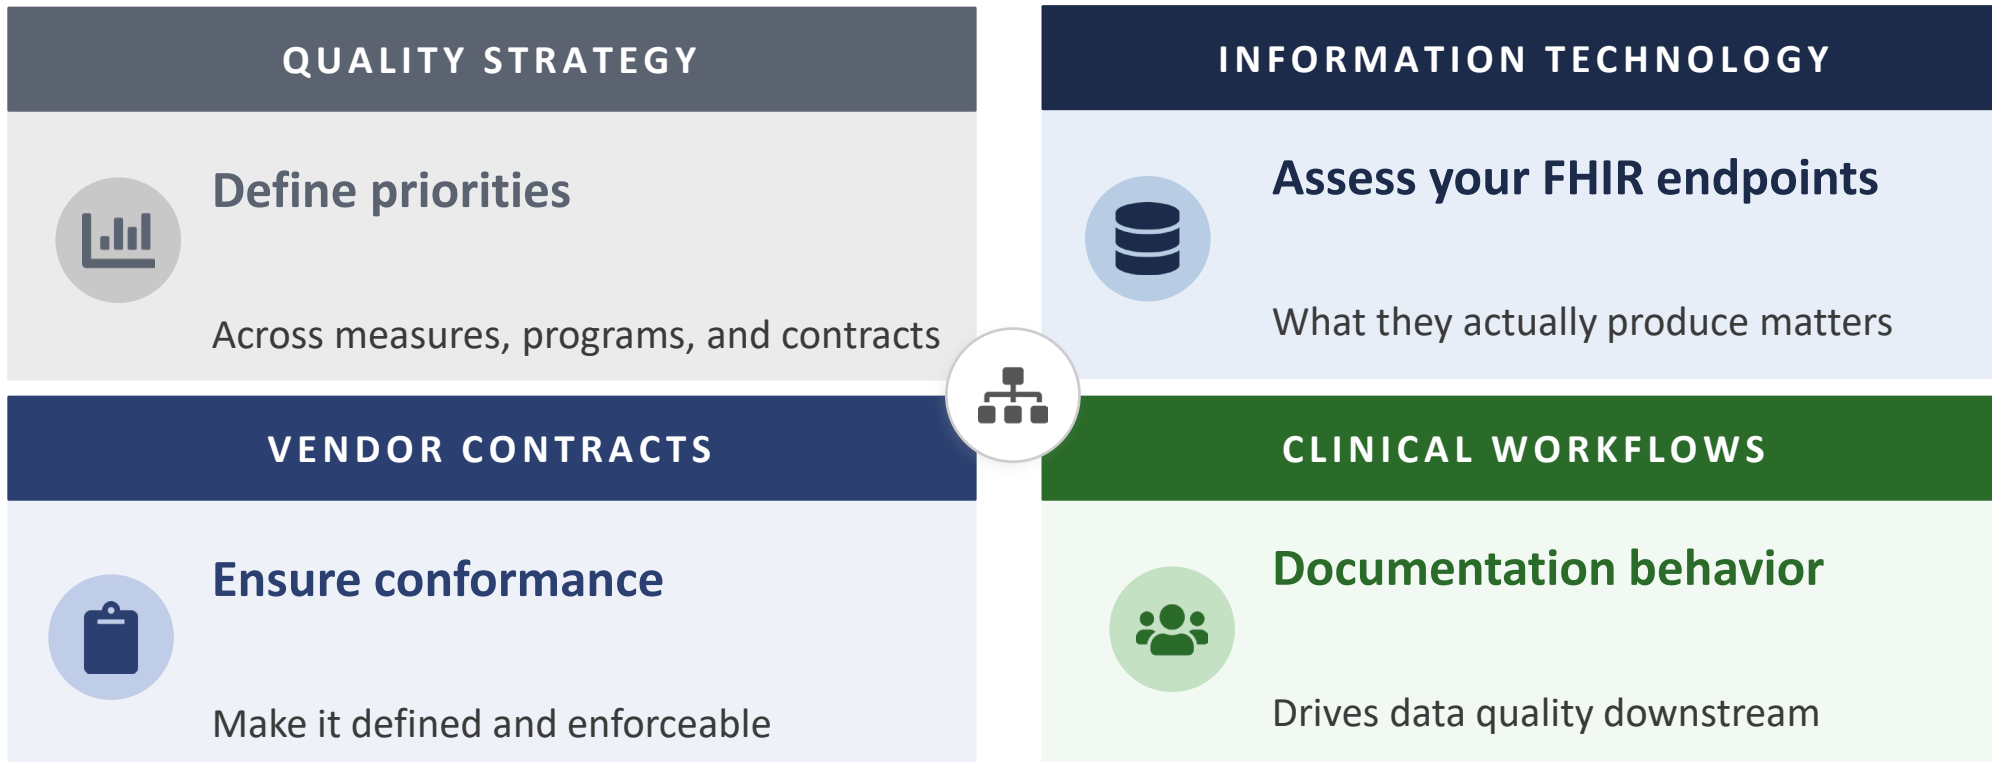 QUALITY STRATEGY
Define priorities
Across measures, programs, and contracts
INFORMATION TECHNOLOGY
Assess your FHIR endpoints
What they actually produce matters
VENDOR CONTRACTS
Ensure conformance
Make it defined and enforceable
CLINICAL WORKFLOWS
Documentation behavior
Drives data quality downstream